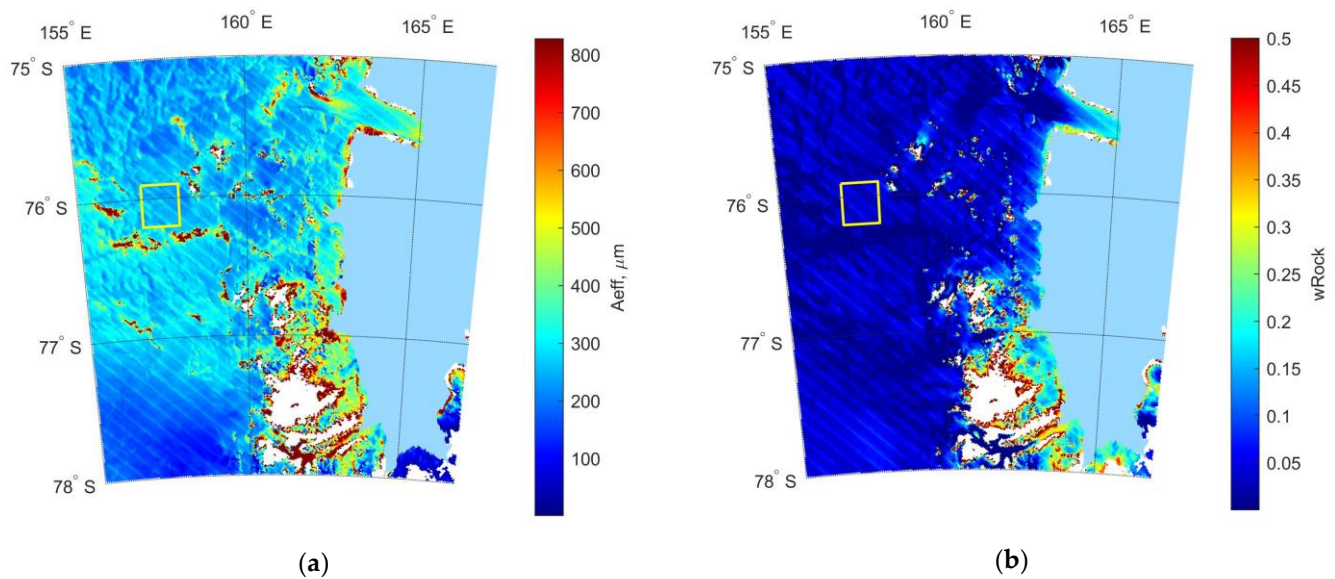 155° E
160° E
165° E
75° S
76° S
77° S
78° S
800
700
600
500
400
300
200
100
Aeff, μm
(a)
155° E
160° E
165° E
75° S
76° S
77° S
78° S
0.5
0.45
0.4
0.35
0.3
0.25
0.2
0.15
0.1
0.05
wRock
(b)